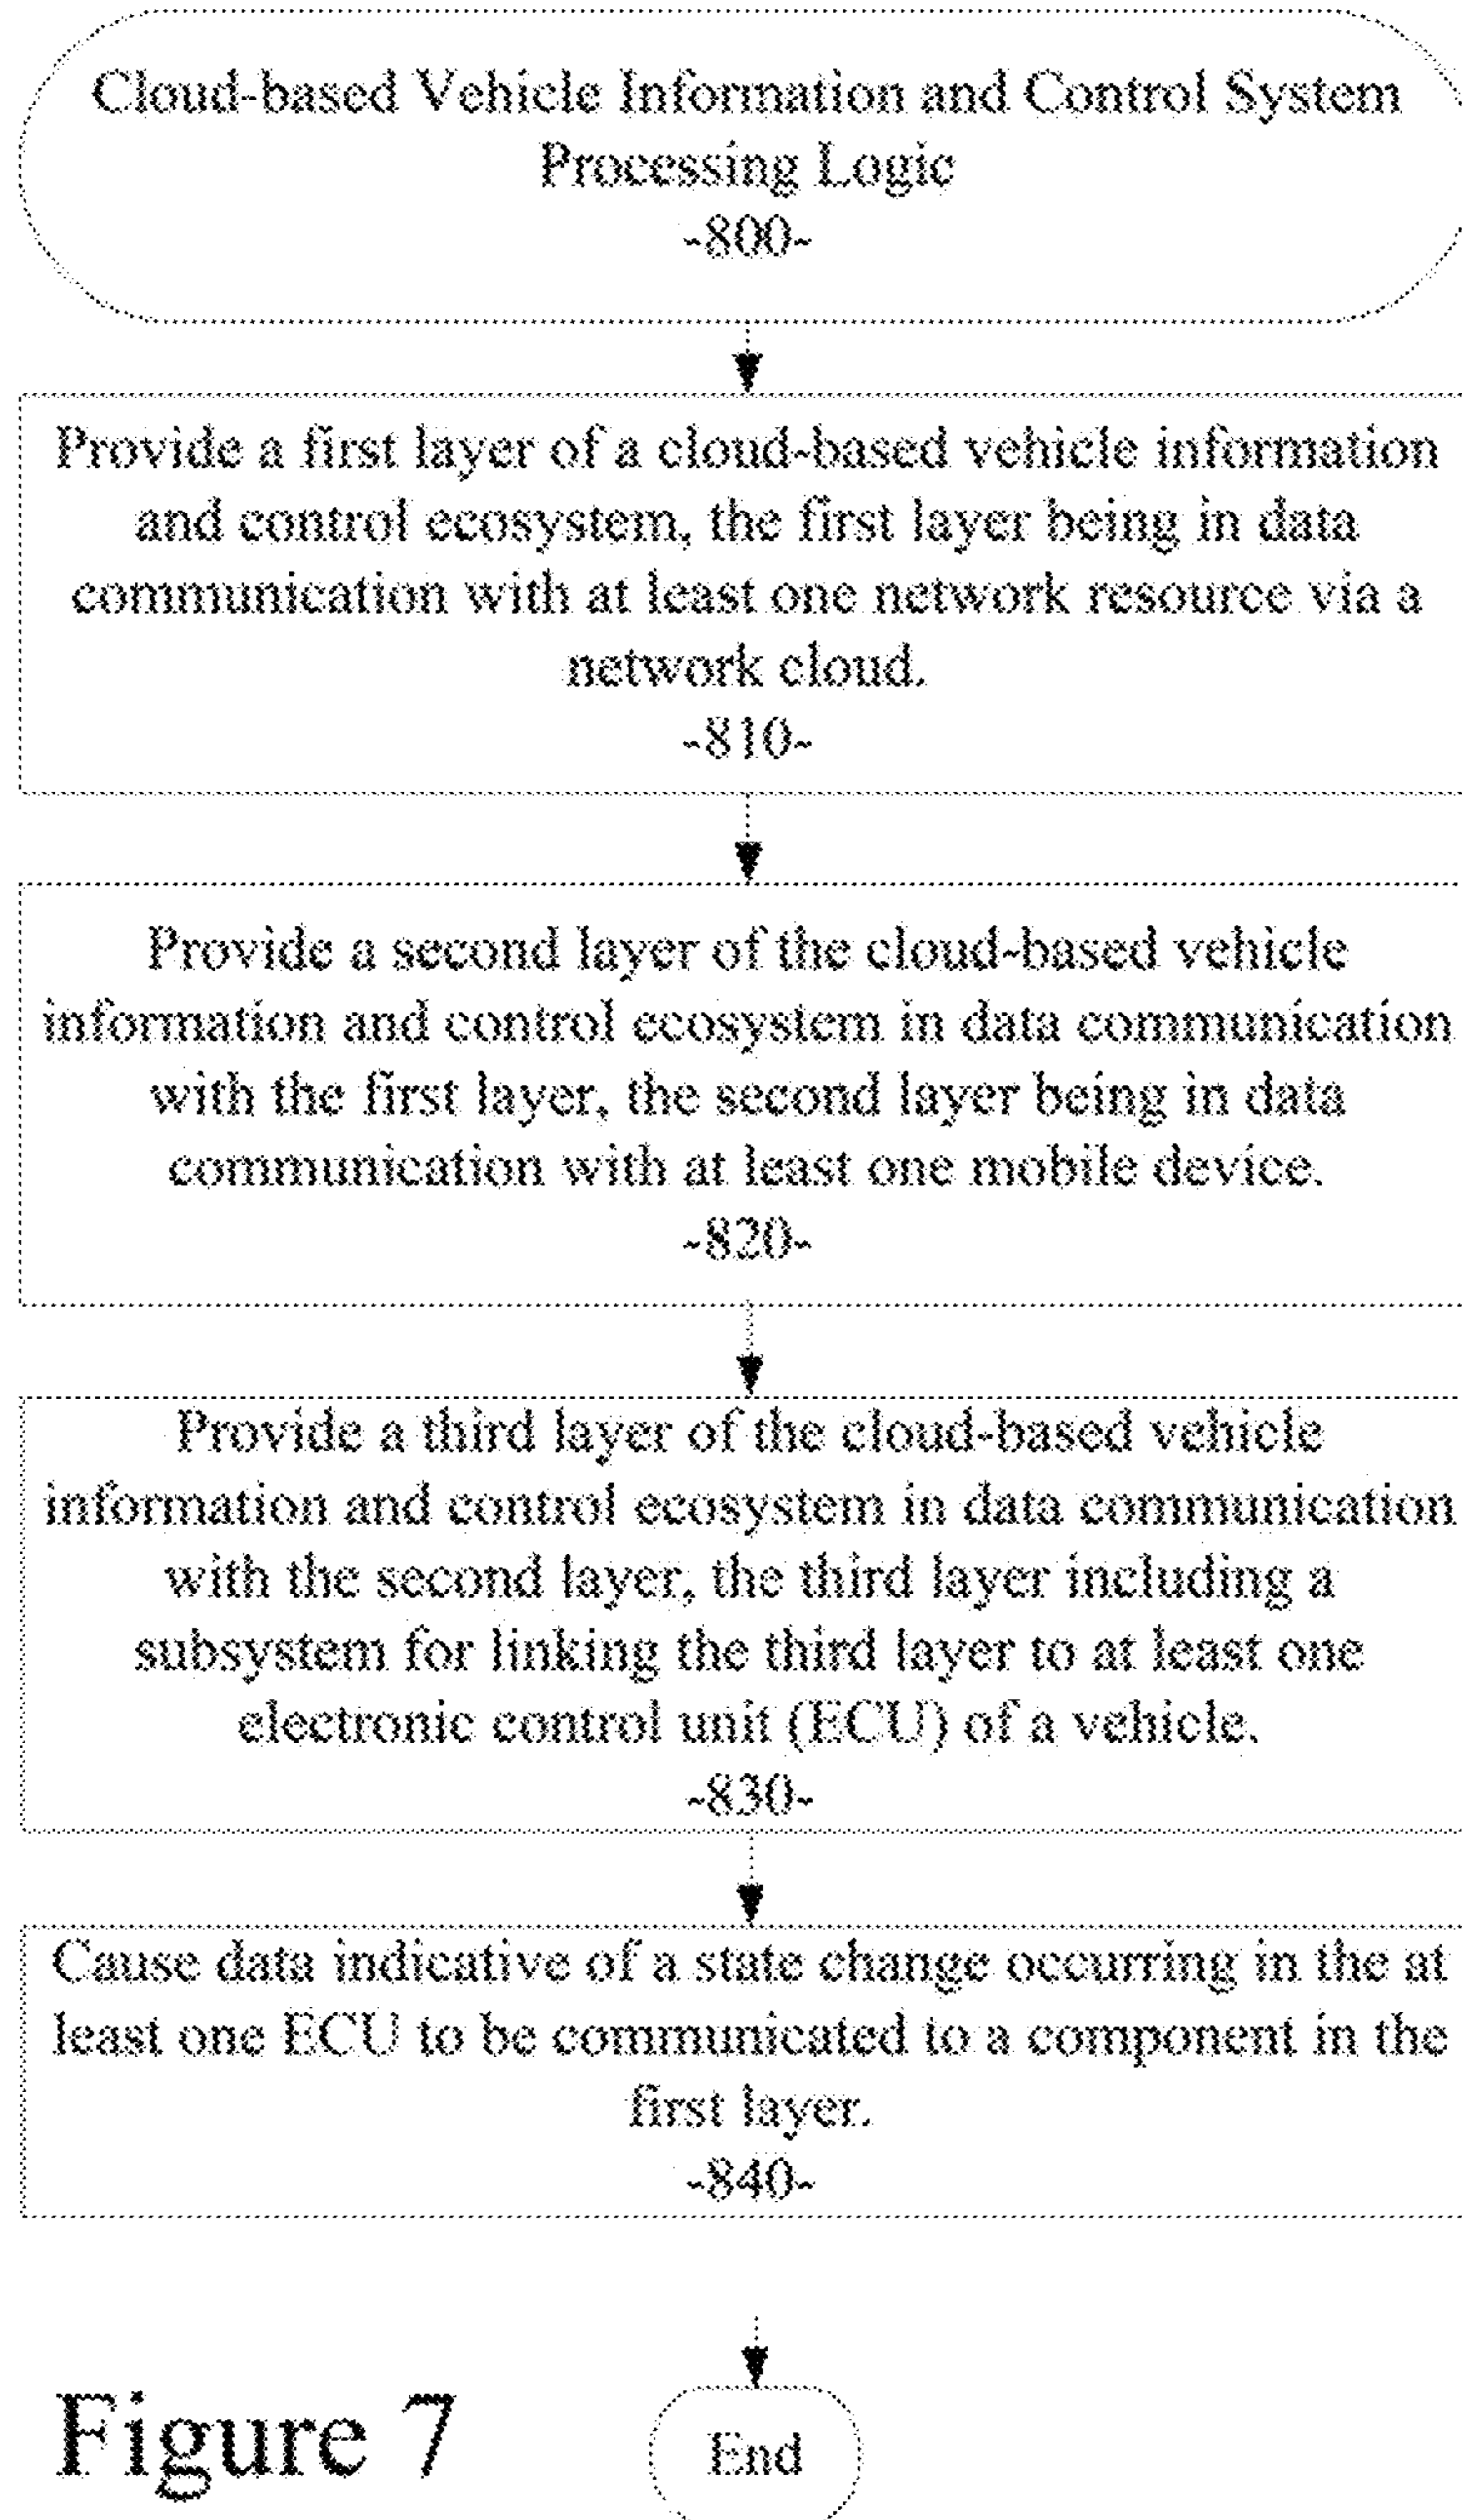 Cloud-based Vehicle Information and Control System
Processing Logic
-800-
Provide a first layer of a cloud-based vehicle information
and control ecosystem, the first layer being in data
communication with at least one network resource via a
network cloud.
-810-
Provide a second layer of the cloud-based vehicle
information and control ecosystem in data communication
with the first layer, the second layer being in data
communication with at least one mobile device.
-820-
Provide a third layer of the cloud-based vehicle
information and control ecosystem in data communication
with the second layer, the third layer including a
subsystem for linking the third layer to at least one
electronic control unit (ECU) of a vehicle.
-830-
Cause data indicative of a state change occurring in the at
least one ECU to be communicated to a component in the
first layer.
-840-
End
Figure 7